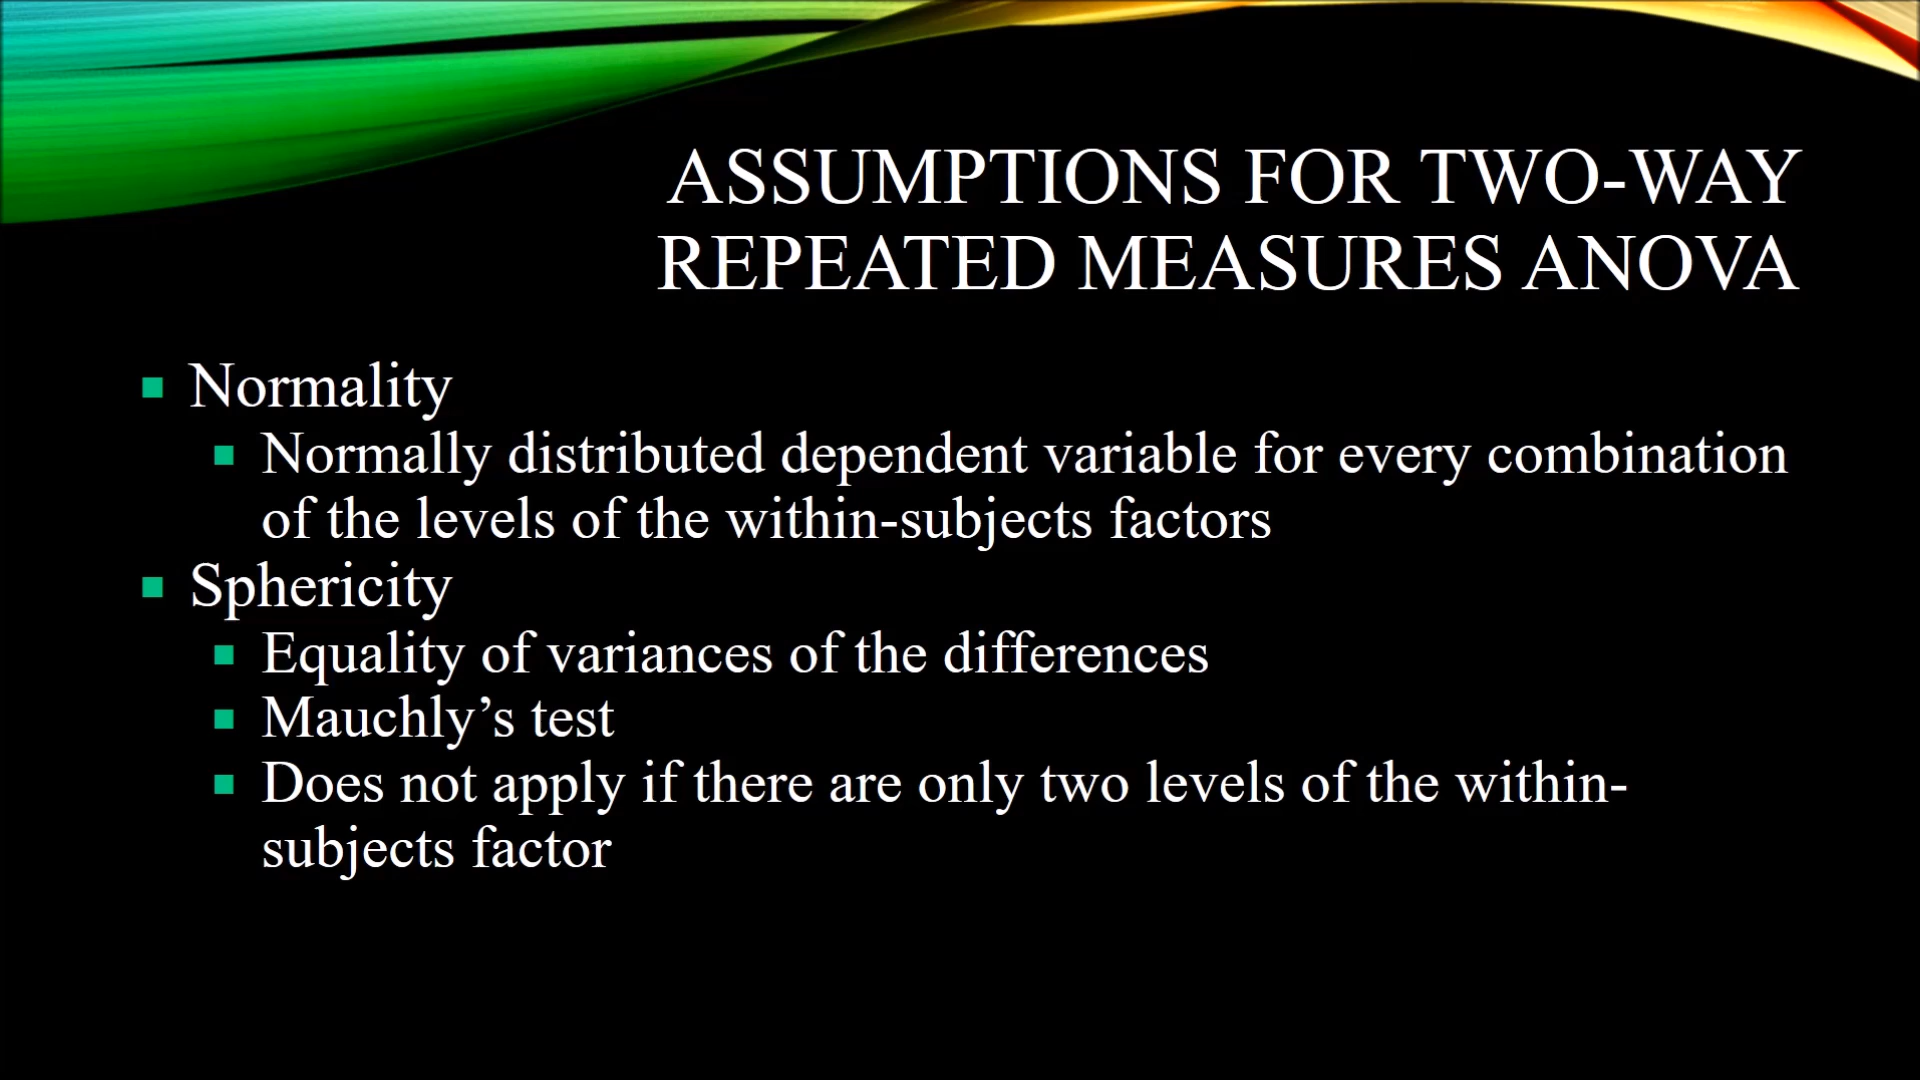 ASSUMPTIONS FOR TWO-WAY
REPEATED MEASURES ANOVA
Normality
Normally distributed dependent variable for every combination
of the levels of the within-subjects factors
Sphericity
Equality of variances of the differences
Mauchly’s test
Does not apply if there are only two levels of the within-
subjects factor